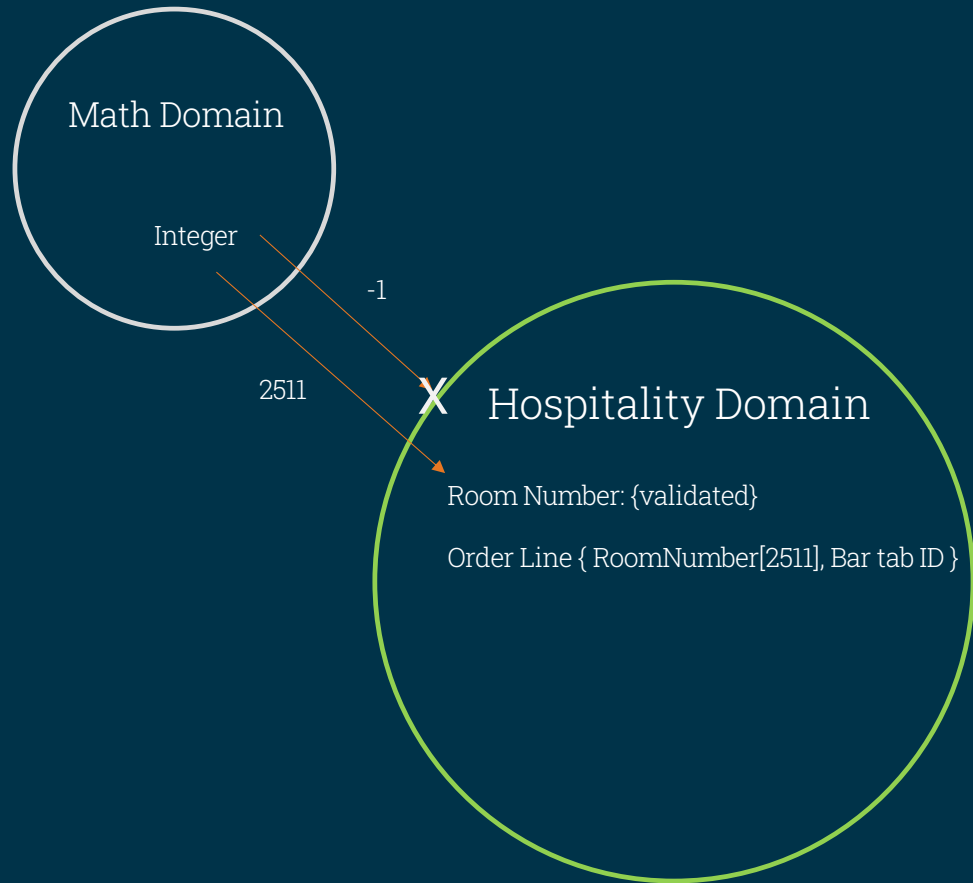 Math Domain
Integer
-1
2511
X
Hospitality Domain
Room Number: {validated}
Order Line { RoomNumber[2511], Bar tab ID }